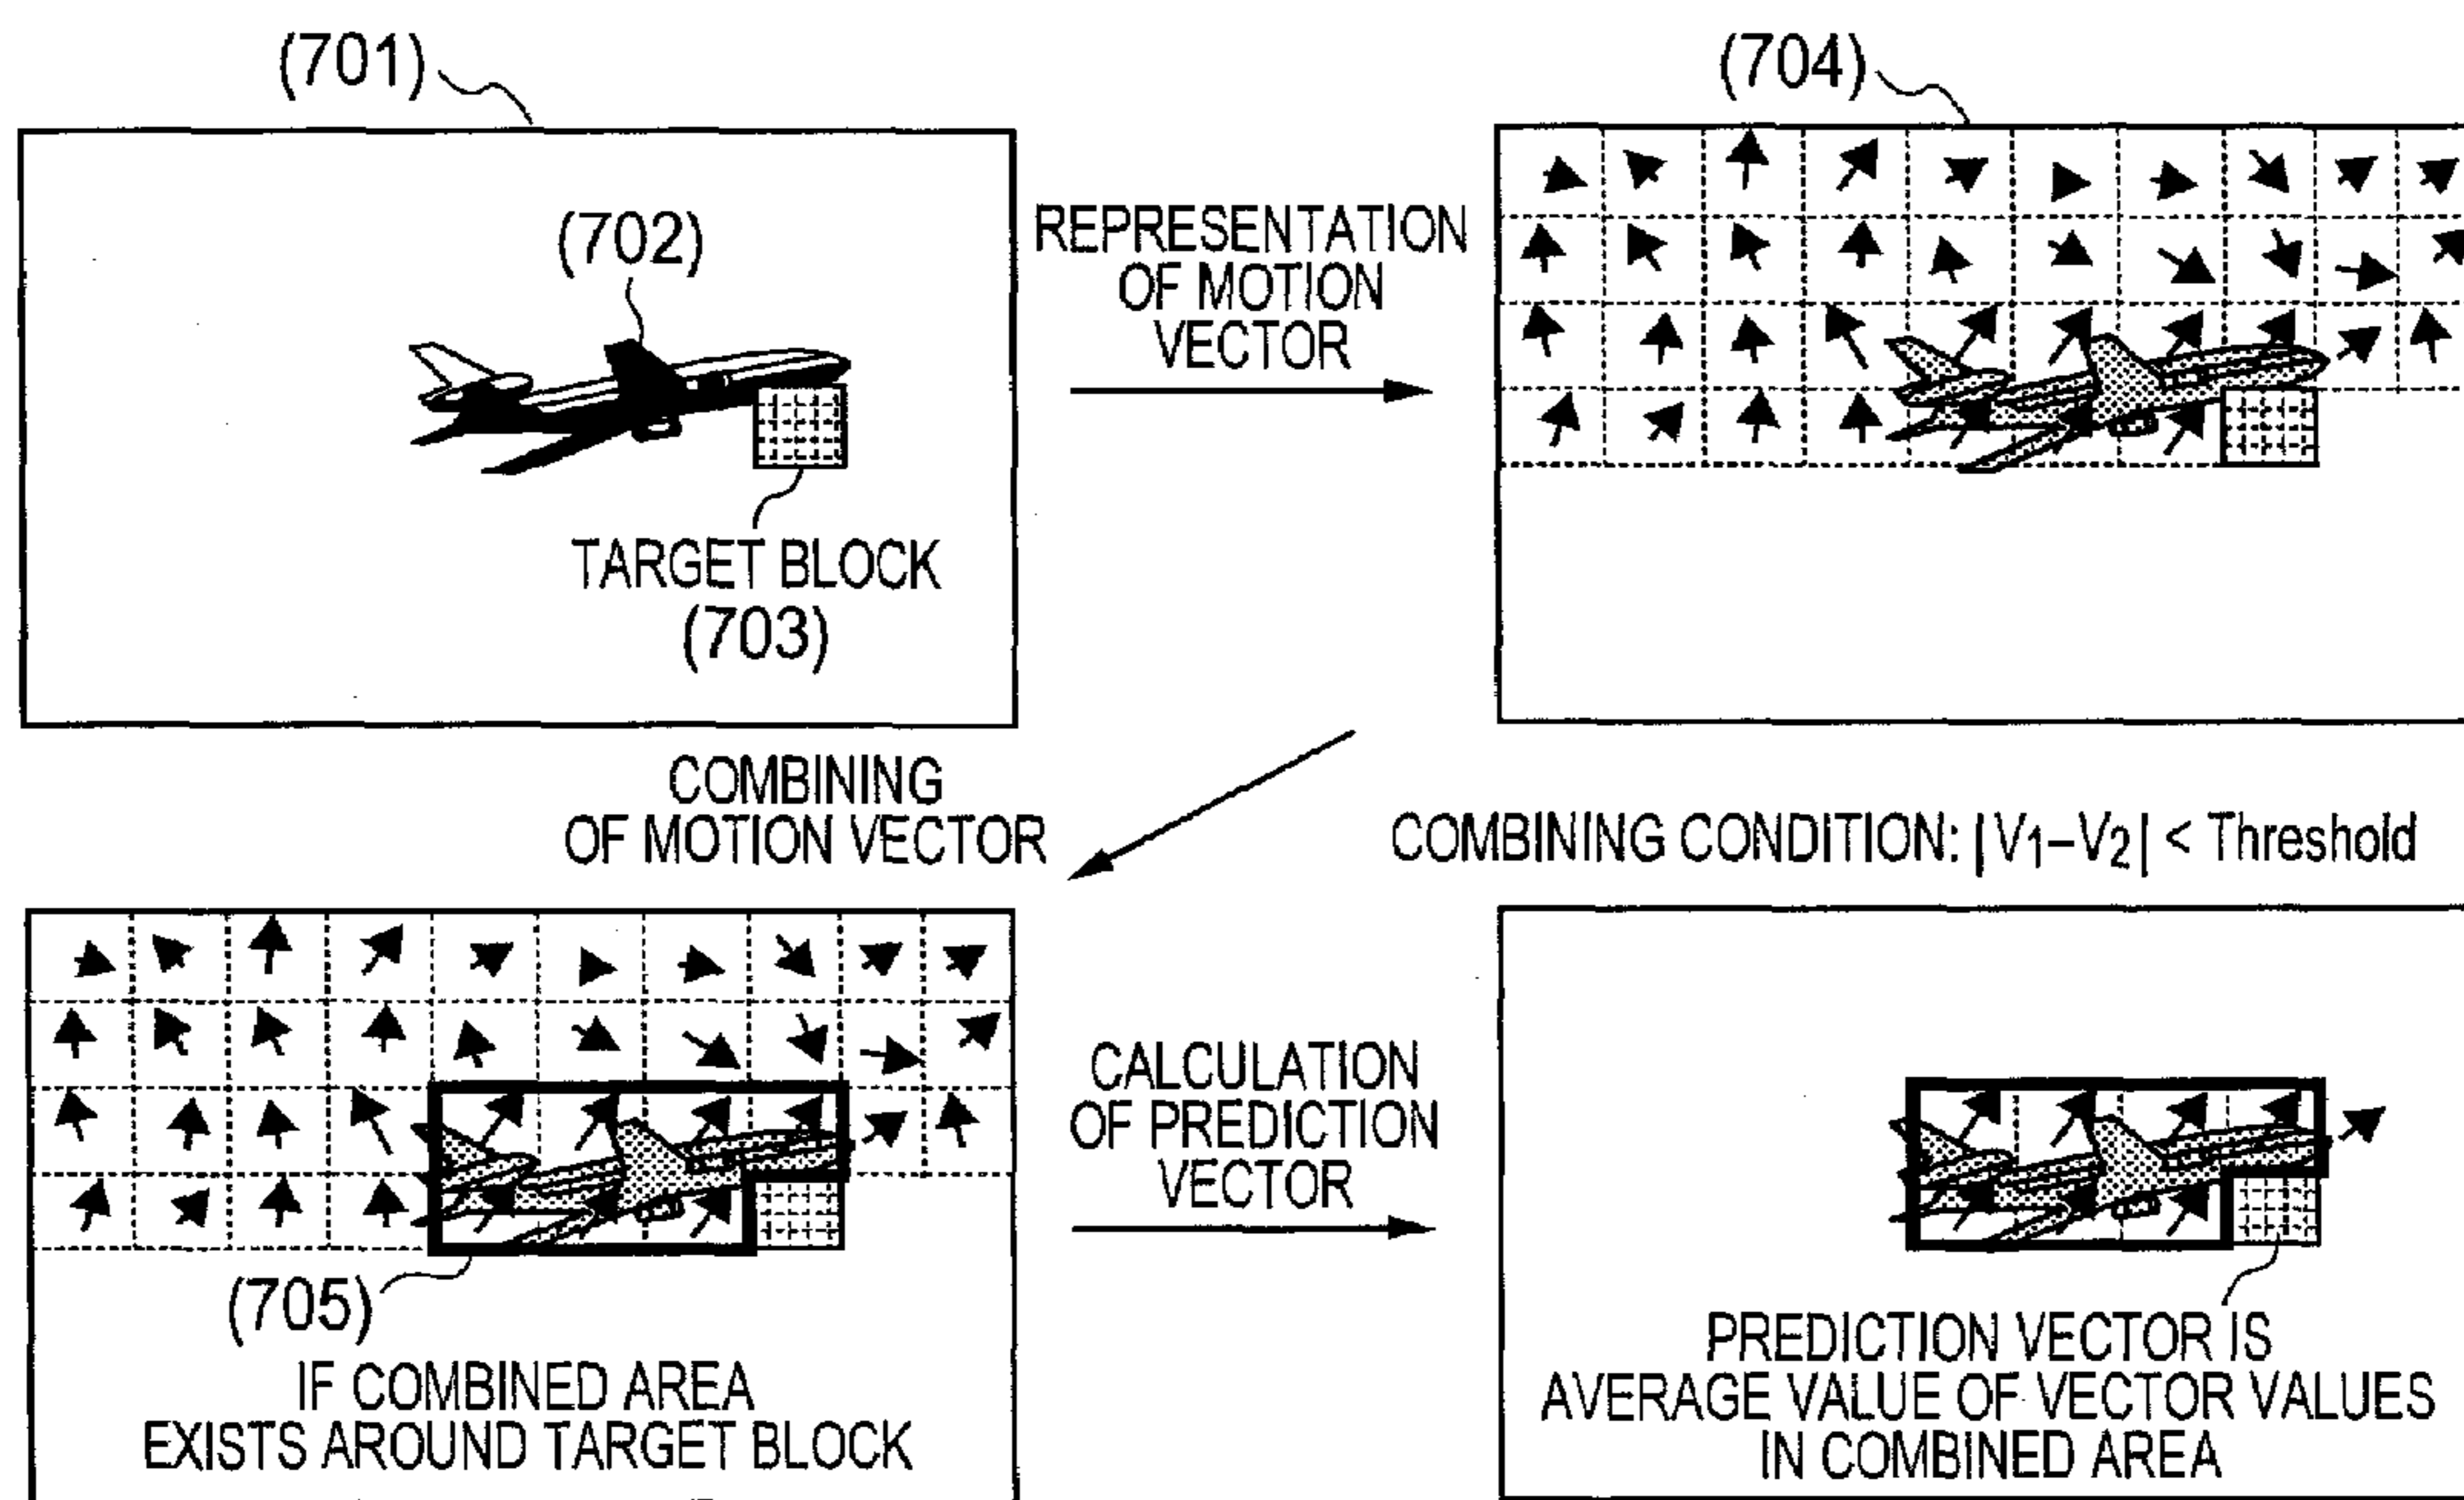 (701)
(702)
TARGET BLOCK
(703)
REPRESENTATION
OF MOTION
VECTOR
(704)
COMBINING
OF MOTION VECTOR
COMBINING CONDITION: |V1–V2| < Threshold
(705)
IF COMBINED AREA
EXISTS AROUND TARGET BLOCK
CALCULATION
OF PREDICTION
VECTOR
PREDICTION VECTOR IS
AVERAGE VALUE OF VECTOR VALUES
IN COMBINED AREA